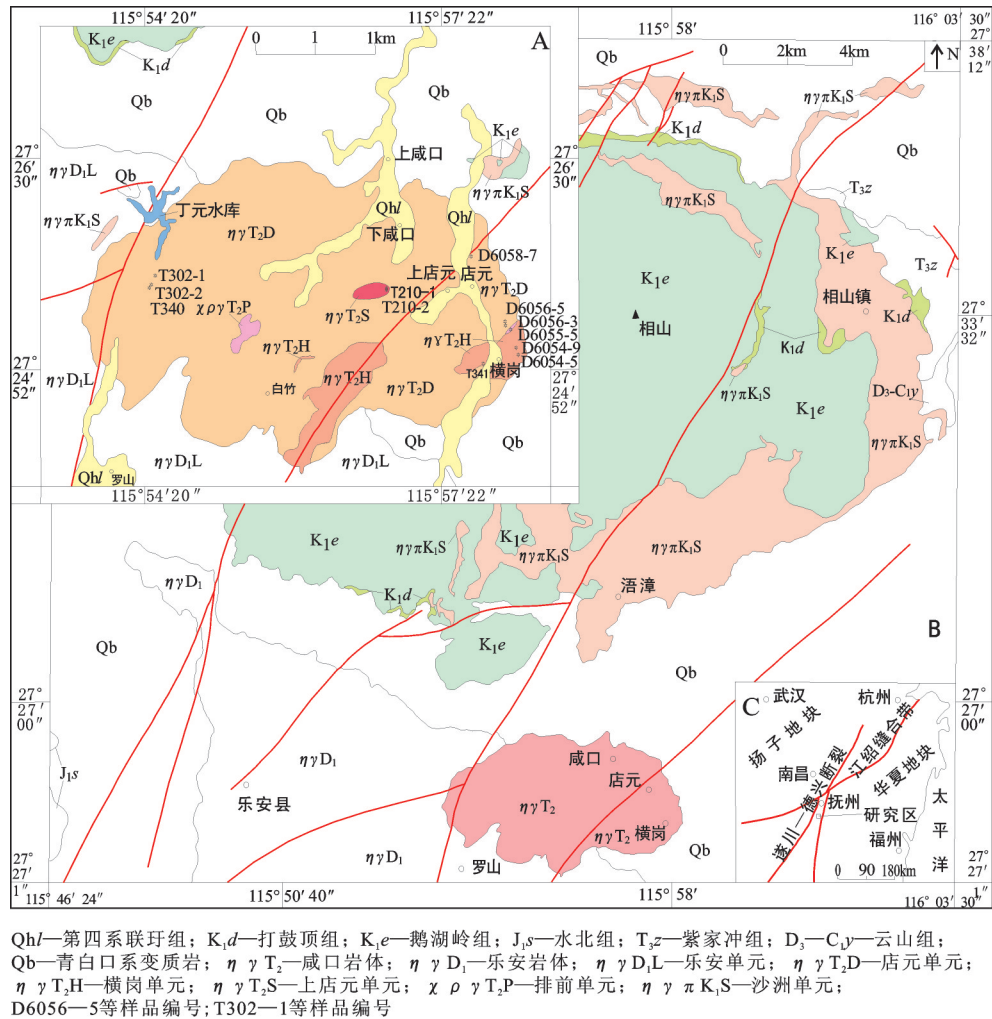 115°54′20″
115°57′22″
115°58′
116°03′30″
27°
38′
12″
A
0 1 1km
0 2km 4km
N
K₁e
K₁d
Qb
Qb
Qb
Qb
ηγπK₁S
ηγπK₁S
K₁d
27°
26′
30″
ηγD₁L
Qb
上咸口
K₁e
ηγπK₁S
27°
26′
30″
ηγπK₁S
Qb
T₃z
丁元水库
ηγπK₁S
ηγT₂D
Qhl
下咸口
Qhl
D6058-7
K₁e
K₁e
T₃z
T302-1
T302-2
T340
χργT₂P
上店元
店元
T210-1
T210-2
ηγT₂S
ηγT₂D
D6056-5
D6056-3
D6055-5
D6054-9
D6054-5
相山
相山镇
K₁d
K₁d
27°
33′
32″
ηγT₂H
ηγT₂H
ηγT₂H
T341
横岗
27°
24′
52″
27°
24′
52″
ηγD₁L
白竹
ηγT₂D
ηγπK₁S
K₁e
D₃-C₁y
ηγπK₁S
Qb
Qb
ηγD₁L
ηγD₁L
Qhl
罗山
115°54′20″
115°57′22″
K₁e
K₁e
ηγπK₁S
ηγπK₁S
ηγπK₁S
ηγD₁
K₁d
浯漳
B
Qb
K₁e
Qb
27°
27′
00″
27°
27′
00″
C
武汉
杭州
扬子地块
江绍缝合带
南昌
华夏地块
遂川—德兴断裂
抚州
研究区
福州
太平洋
0 90 180km
J₁s
ηγD₁
乐安县
咸口
店元
ηγT₂
ηγT₂
横岗
ηγD₁
罗山
Qb
27°
27′
1″
27°
27′
1″
115°46′24″
115°50′40″
115°58′
116°03′30″
Qhl—第四系联圩组；K₁d—打鼓顶组；K₁e—鹅湖岭组；J₁s—水北组；T₃z—紫家冲组；D₃—C₁y—云山组；
Qb—青白口系变质岩；ηγT₂—咸口岩体；ηγD₁—乐安岩体；ηγD₁L—乐安单元；ηγT₂D—店元单元；
ηγT₂H—横岗单元；ηγT₂S—上店元单元；χργT₂P—排前单元；ηγπK₁S—沙洲单元；
D6056—5等样品编号；T302—1等样品编号